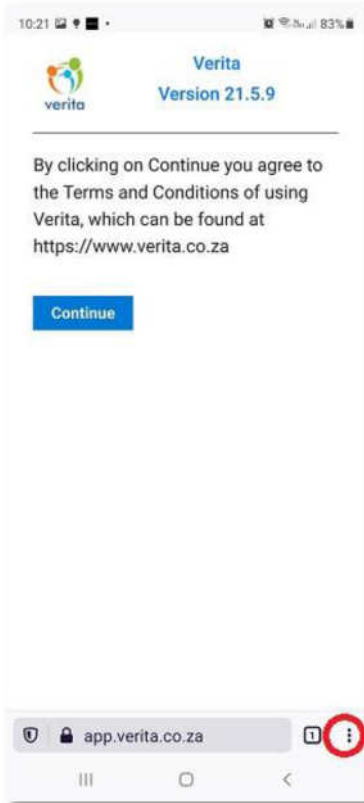 10:21
83%
verita
Verita
Version 21.5.9
By clicking on Continue you agree to
the Terms and Conditions of using
Verita, which can be found at
https://www.verita.co.za
Continue
app.verita.co.za
1